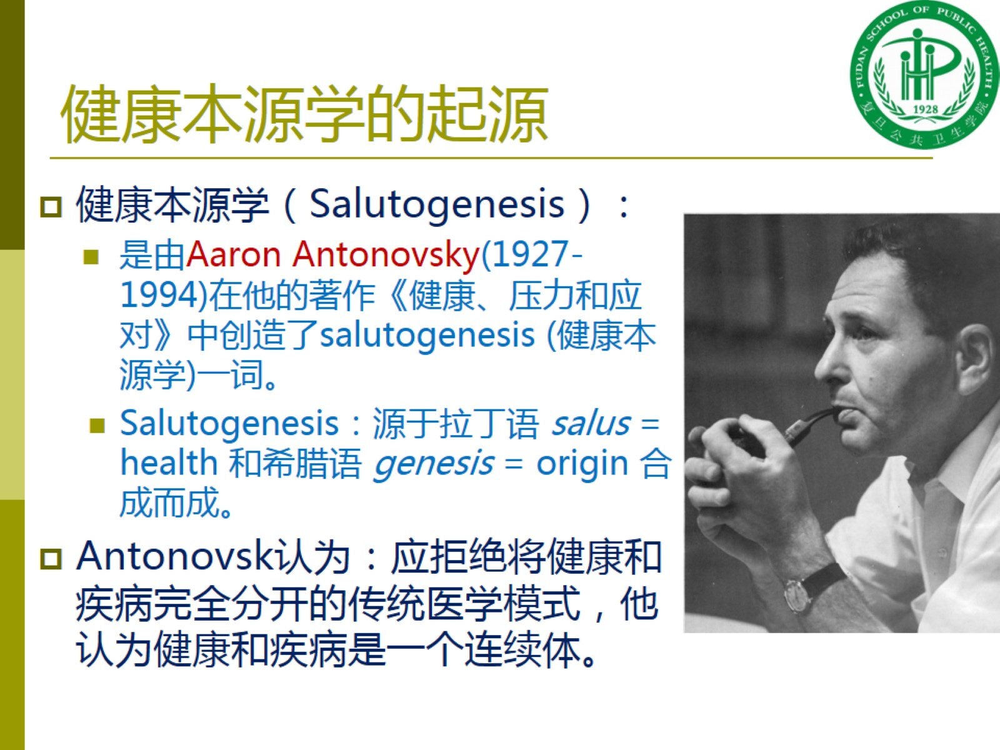 FUDAN SCHOOL OF PUBLIC HEALTH
1928
复旦公共卫生学院
健康本源学的起源
健康本源学（Salutogenesis）：
是由Aaron Antonovsky(1927-
1994)在他的著作《健康、压力和应
对》中创造了salutogenesis (健康本
源学)一词。
Salutogenesis：源于拉丁语 salus =
health 和希腊语 genesis = origin 合
成而成。
Antonovsk认为：应拒绝将健康和
疾病完全分开的传统医学模式，他
认为健康和疾病是一个连续体。